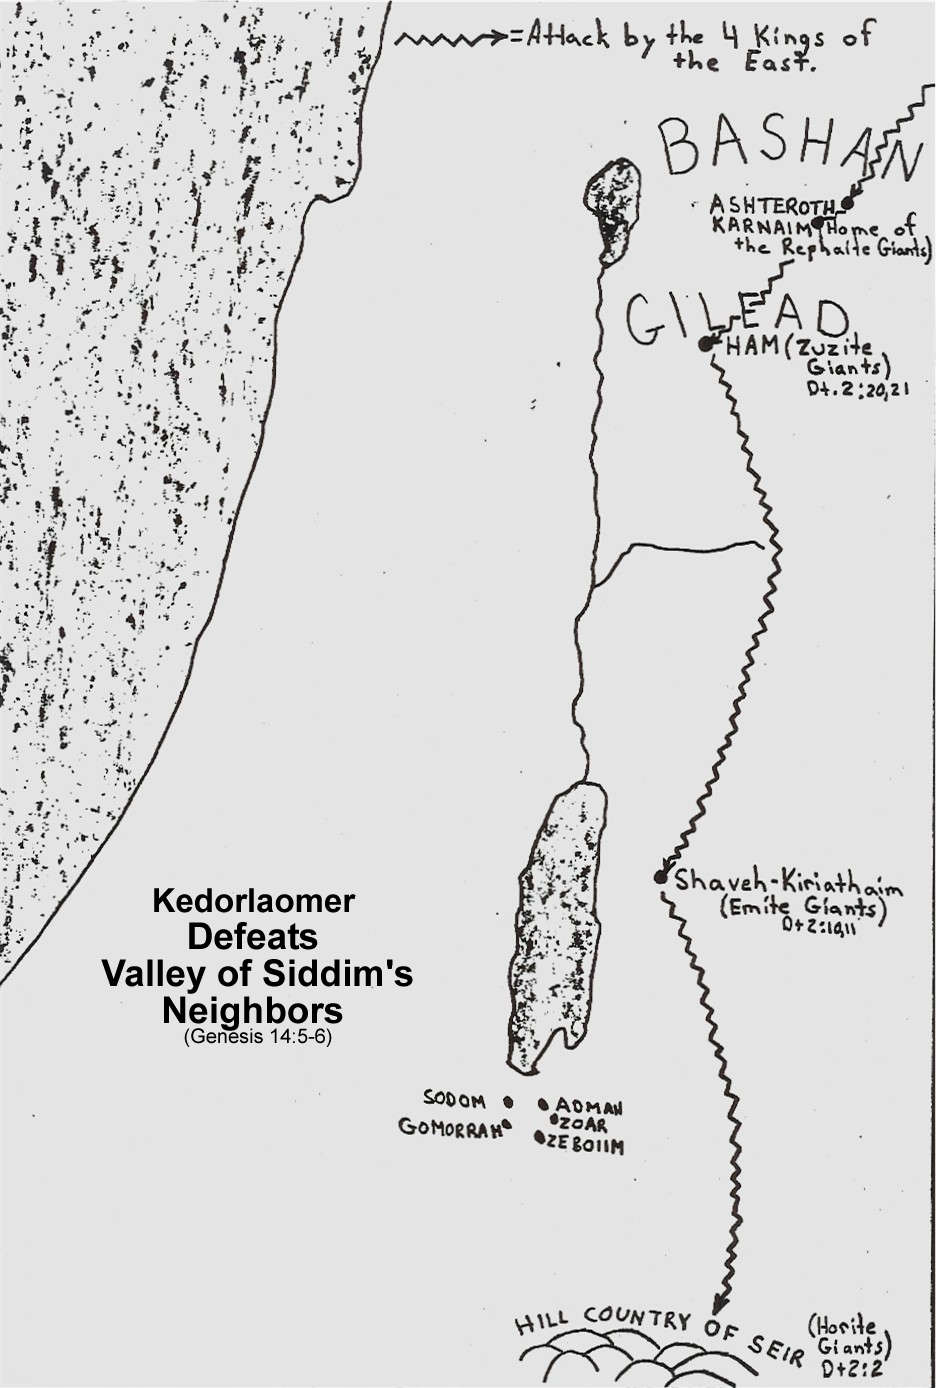 =Attack by the 4 Kings of
the East.
BASHAN
ASHTEROTH
KARNAIM (Home of
the Rephaite Giants)
GILEAD
HAM (Zuzite
Giants)
Dt. 2:20,21
Shaveh-Kiriathaim
(Emite Giants)
Dt 2:10,11
Kedorlaomer
Defeats
Valley of Siddim's
Neighbors
(Genesis 14:5-6)
SODOM
ADMAH
GOMORRAH
ZOAR
ZEBOIIM
HILL COUNTRY OF SEIR
(Horite
Giants)
Dt 2:2